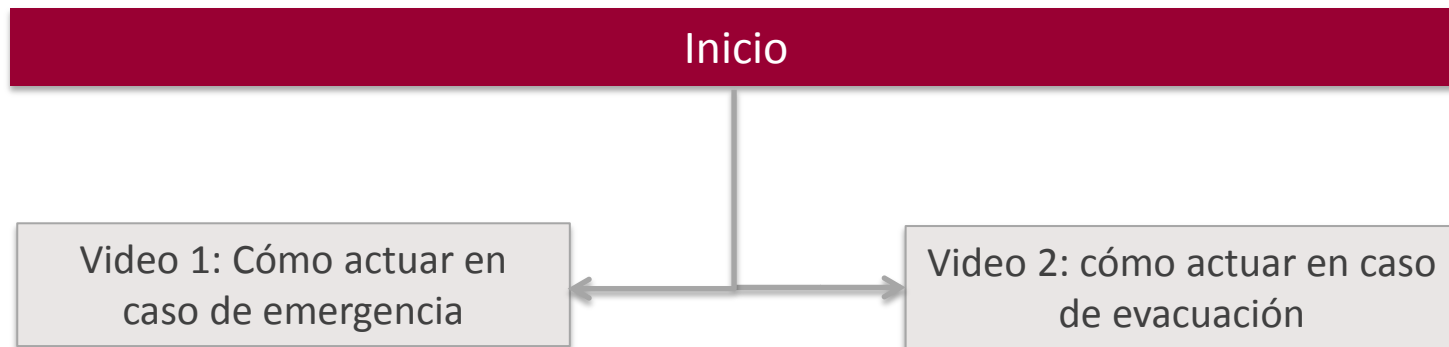 Inicio
Video 1: Cómo actuar en
caso de emergencia
Video 2: cómo actuar en caso
de evacuación